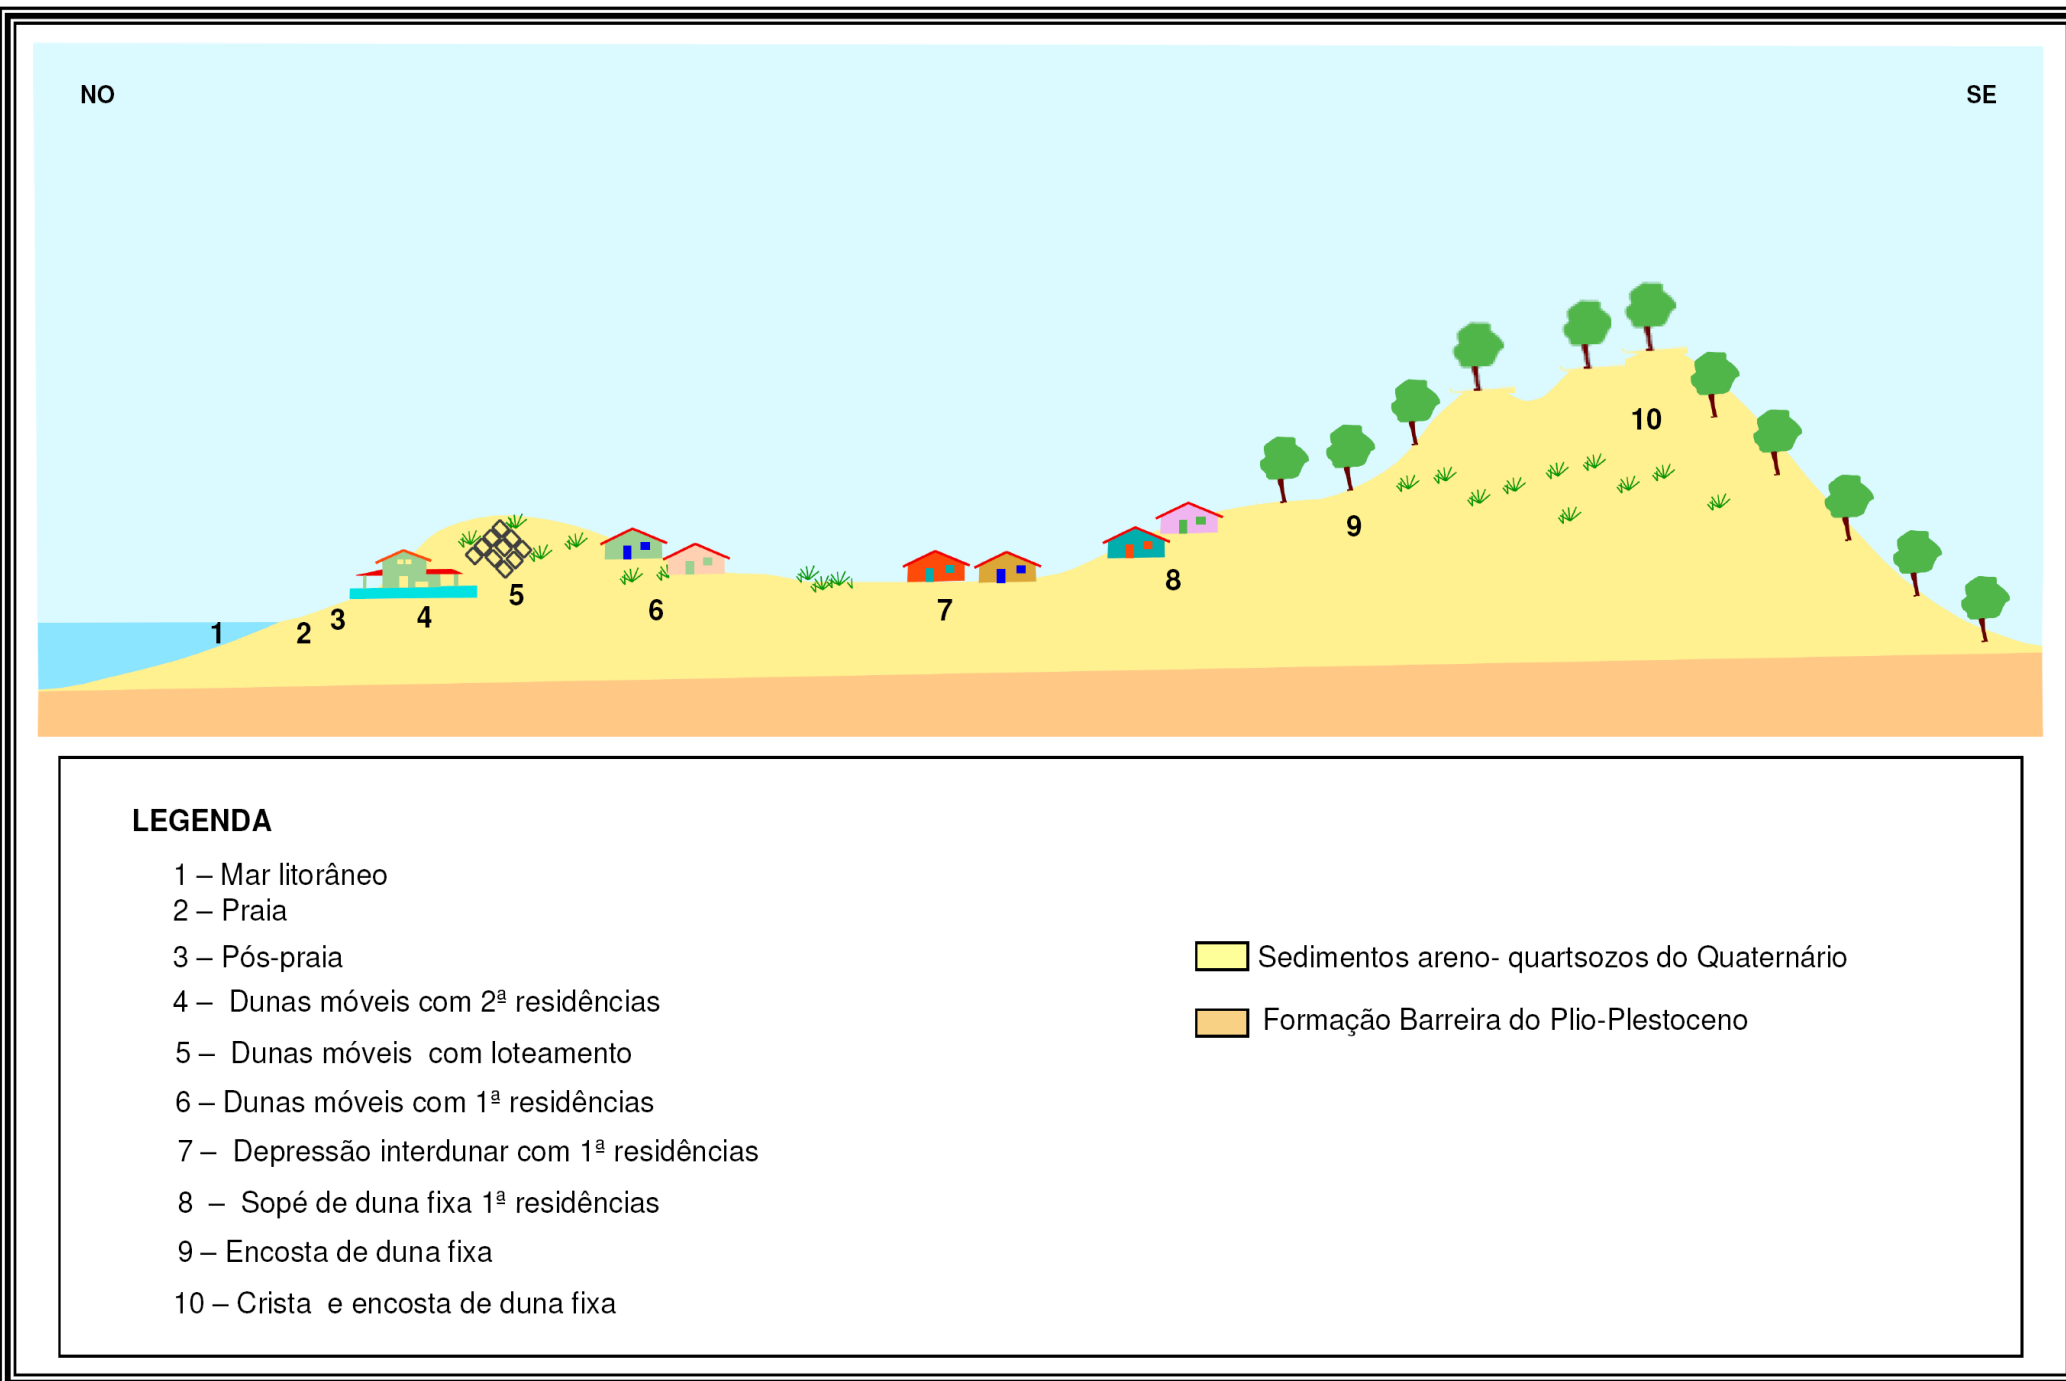 NO
SE
10
9
8
7
6
5
4
3
2
1
LEGENDA
1 – Mar litorâneo
2 – Praia
3 – Pós-praia
4 – Dunas móveis com 2ª residências
5 – Dunas móveis com loteamento
6 – Dunas móveis com 1ª residências
7 – Depressão interdunar com 1ª residências
8 – Sopé de duna fixa 1ª residências
9 – Encosta de duna fixa
10 – Crista e encosta de duna fixa
Sedimentos areno- quartsozos do Quaternário
Formação Barreira do Plio-Plestoceno